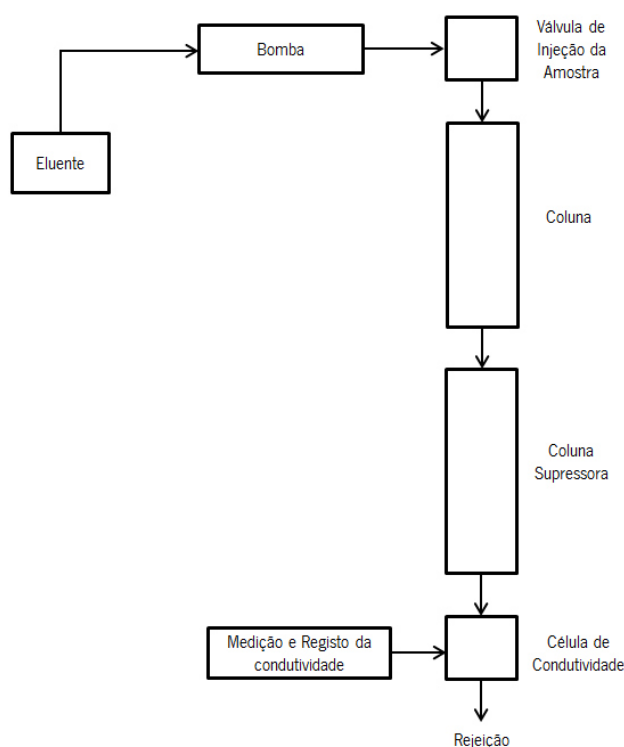 Bomba
Válvula de
Injeção da
Amostra
Eluente
Coluna
Coluna
Supressora
Medição e Registo da
condutividade
Célula de
Condutividade
Rejeição